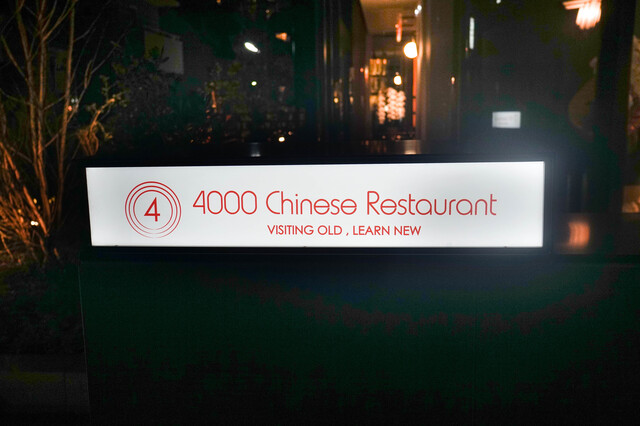 4
4000 Chinese Restaurant
VISITING OLD , LEARN NEW